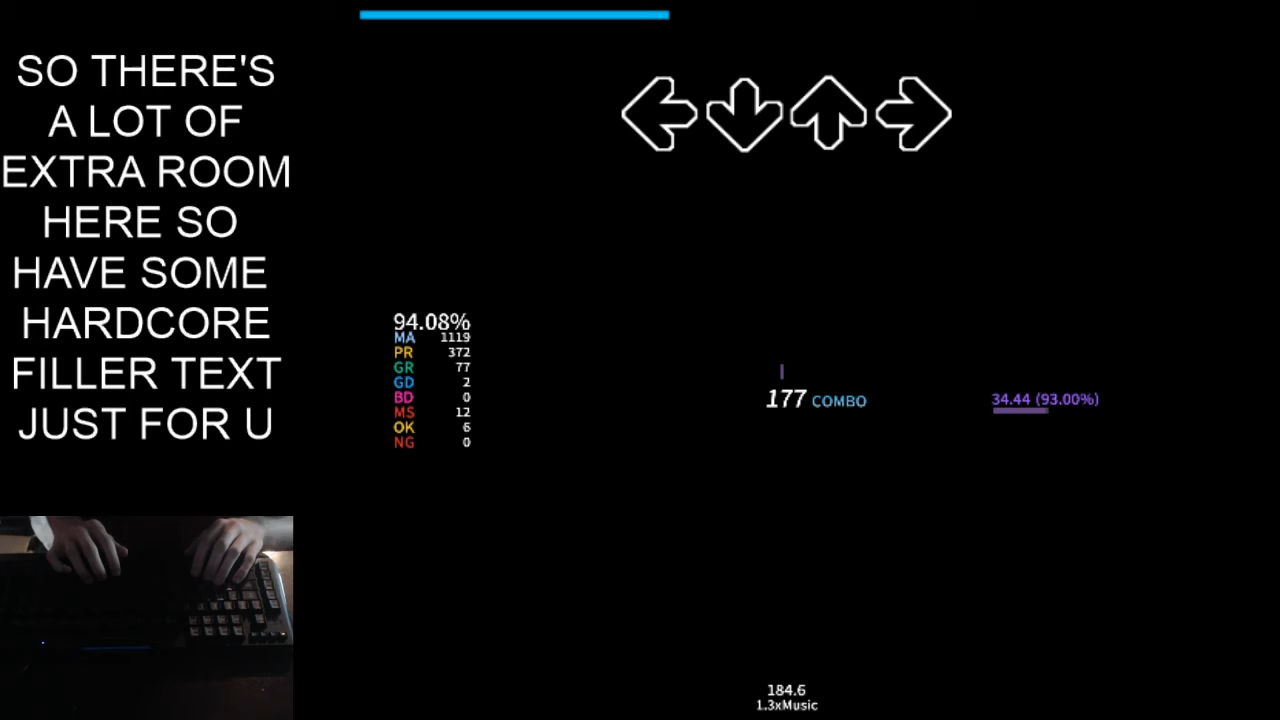 SO THERE'S
A LOT OF
EXTRA ROOM
HERE SO
HAVE SOME
HARDCORE
FILLER TEXT
JUST FOR U
94.08%
MA 1119
PR 372
GR 77
GD 2
BD 0
MS 12
OK 6
NG 0
177 COMBO
34.44 (93.00%)
184.6
1.3xMusic